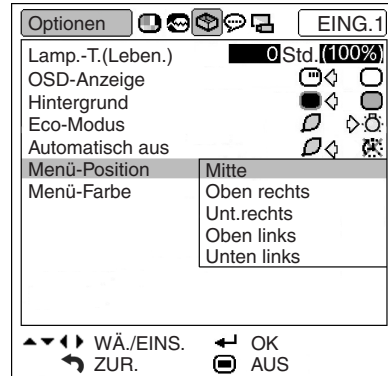 Optionen EING.1
Lamp.-T.(Leben.) 0 Std.(100%)
OSD-Anzeige
Hintergrund
Eco-Modus
Automatisch aus
Menü-Position Mitte
Menü-Farbe Oben rechts
Unt.rechts
Oben links
Unten links
WÄ./EINS. OK
ZUR. AUS